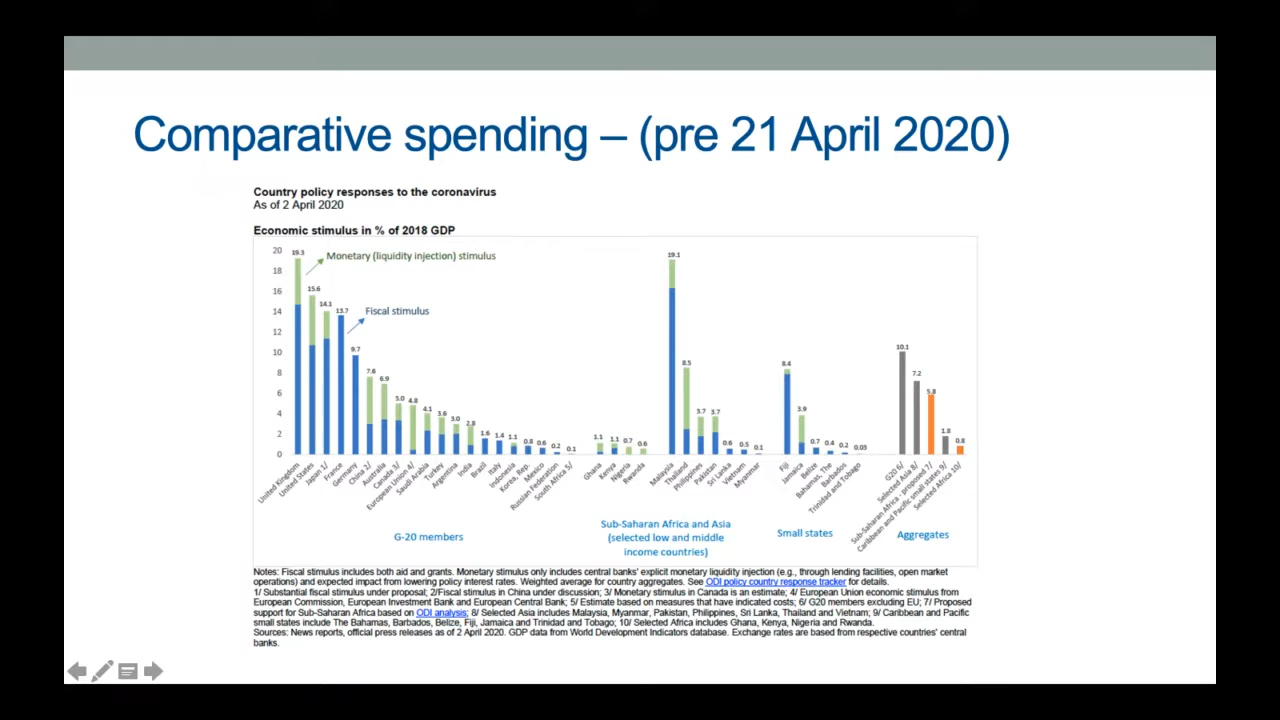 Comparative spending – (pre 21 April 2020)
Country policy responses to the coronavirus
As of 2 April 2020
Economic stimulus in % of 2018 GDP
20
18
16
14
12
10
8
6
4
2
0
Monetary (liquidity injection) stimulus
Fiscal stimulus
19.3
15.6
14.1
13.7
9.7
7.6
6.9
5.0
4.8
4.1
3.6
3.0
2.8
1.6
1.4
1.1
0.8
0.6
0.2
0.1
1.1
1.1
0.7
0.6
19.1
8.5
3.7
3.7
0.6
0.5
0.1
8.4
3.9
0.7
0.4
0.2
0.05
10.1
7.2
5.8
1.8
0.8
United Kingdom
United States
Japan 1/
France
Germany
China 2/
Australia
Canada 3/
European Union 4/
Saudi Arabia
Turkey
Argentina
India
Brazil
Italy
Indonesia
Korea, Rep.
Mexico
Russian Federation
South Africa 5/
Ghana
Kenya
Nigeria
Rwanda
Malaysia
Thailand
Philippines
Pakistan
Sri Lanka
Vietnam
Myanmar
Fiji
Jamaica
Belize
Bahamas, The
Barbados
Trinidad and Tobago
G20 6/
Selected Asia 8/
Sub-Saharan Africa - proposed 7/
Caribbean and Pacific small states 9/
Selected Africa 10/
G-20 members
Sub-Saharan Africa and Asia
(selected low and middle
income countries)
Small states
Aggregates
Notes: Fiscal stimulus includes both aid and grants. Monetary stimulus only includes central banks' explicit monetary liquidity injection (e.g., through lending facilities, open market
operations) and expected impact from lowering policy interest rates. Weighted average for country aggregates. See ODI policy country response tracker for details.
1/ Substantial fiscal stimulus under proposal; 2/Fiscal stimulus in China under discussion; 3/ Monetary stimulus in Canada is an estimate; 4/ European Union economic stimulus from
European Commission, European Investment Bank and European Central Bank; 5/ Estimate based on measures that have indicated costs; 6/ G20 members excluding EU; 7/ Proposed
support for Sub-Saharan Africa based on ODI analysis; 8/ Selected Asia includes Malaysia, Myanmar, Pakistan, Philippines, Sri Lanka, Thailand and Vietnam; 9/ Caribbean and Pacific
small states include The Bahamas, Barbados, Belize, Fiji, Jamaica and Trinidad and Tobago; 10/ Selected Africa includes Ghana, Kenya, Nigeria and Rwanda.
Sources: News reports, official press releases as of 2 April 2020. GDP data from World Development Indicators database. Exchange rates are based from respective countries' central
banks.